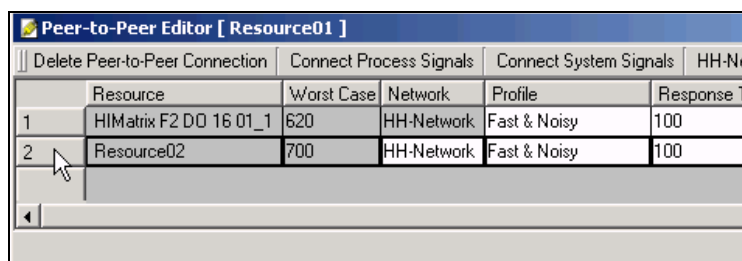 Peer-to-Peer Editor [ Resource01 ]
Delete Peer-to-Peer Connection Connect Process Signals Connect System Signals
Resource Worst Case Network Profile Response
1 HIMatrix F2 DO 16 01_1 620 HH-Network Fast & Noisy 100
2 Resource02 700 HH-Network Fast & Noisy 100